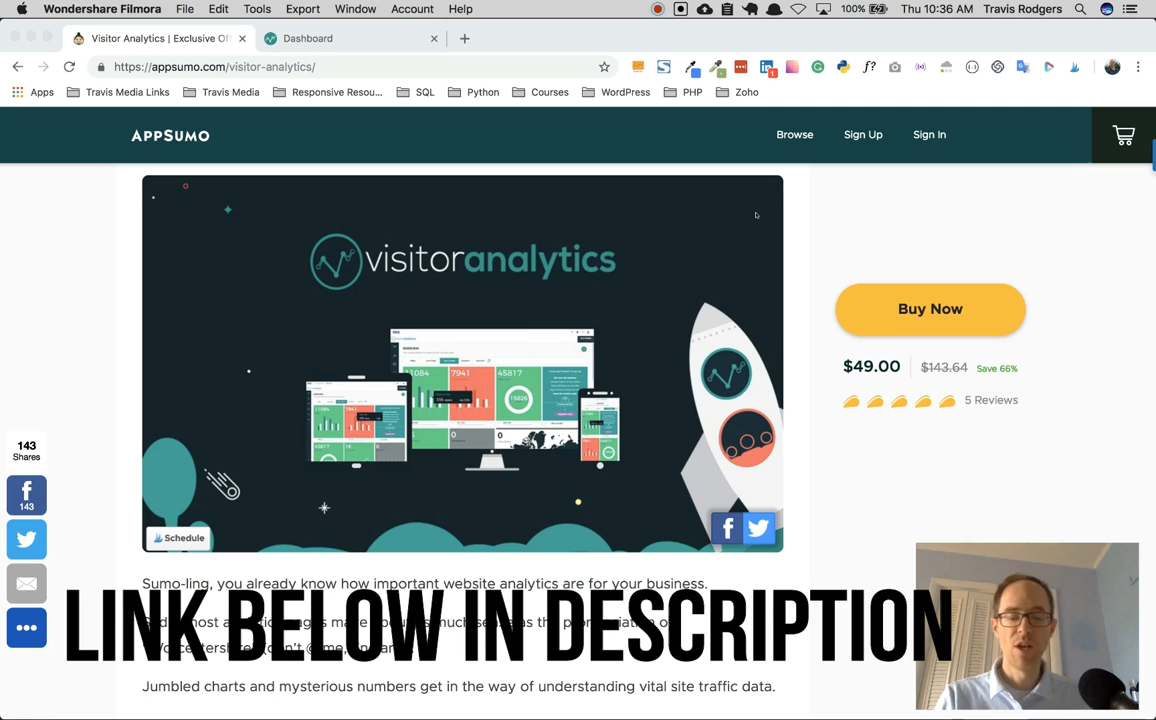 Wondershare Filmora File Edit Tools Export Window Account Help 100% Thu 10:36 AM Travis Rodgers
Visitor Analytics | Exclusive Of
Dashboard
https://appsumo.com/visitor-analytics/
f?
1
Apps Travis Media Links Travis Media Responsive Resou... SQL Python Courses WordPress PHP Zoho
APPSUMO
Browse Sign Up Sign In
visitoranalytics
7941
45817
Buy Now
$49.00 $143.64 Save 66%
5 Reviews
143
Shares
143
Schedule
Sumo-ling, you already know how important website analytics are for your business.
LINK BELOW IN DESCRIPTION
Jumbled charts and mysterious numbers get in the way of understanding vital site traffic data.